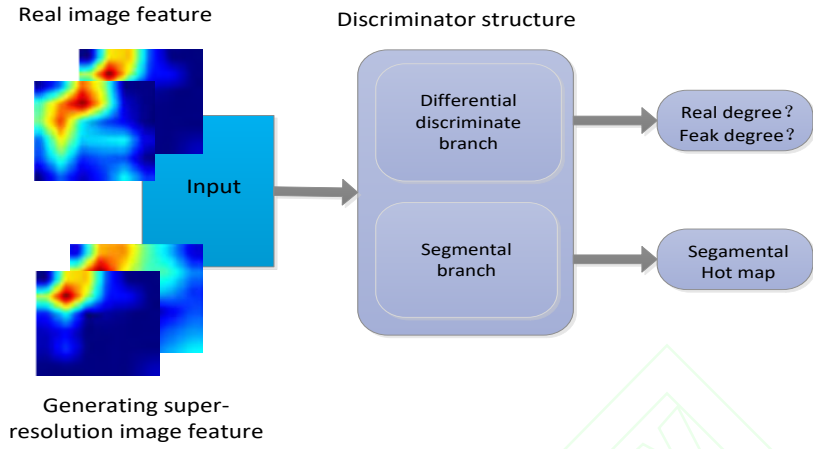 Real image feature
Discriminator structure
Input
Differential
discriminate
branch
Segmental
branch
Real degree？
Feak degree？
Segamental
Hot map
Generating super-
resolution image feature